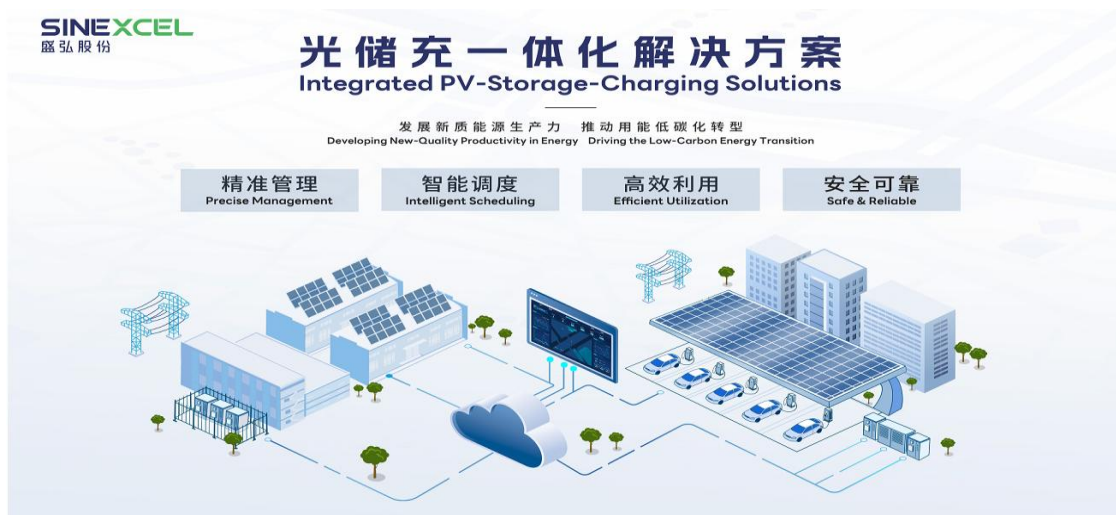 SINEXCEL
盛弘股份
光储充一体化解决方案
Integrated PV-Storage-Charging Solutions
发展新质能源生产力 推动用能低碳化转型
Developing New-Quality Productivity in Energy Driving the Low-Carbon Energy Transition
精准管理
Precise Management
智能调度
Intelligent Scheduling
高效利用
Efficient Utilization
安全可靠
Safe & Reliable